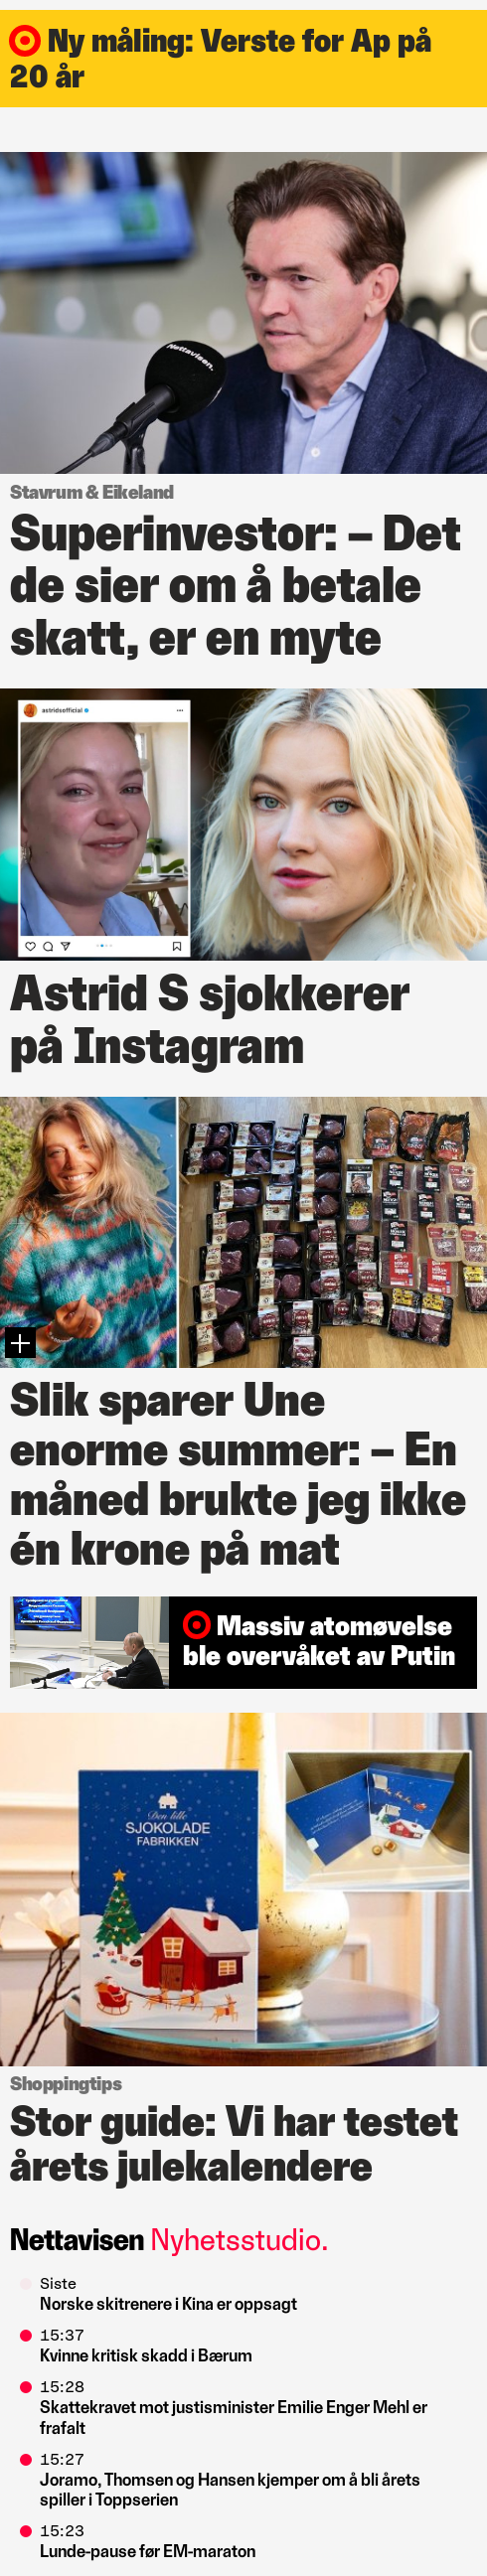 Ny måling: Verste for Ap på
20 år
Nettavisen.
Stavrum & Eikeland
Superinvestor: – Det
de sier om å betale
skatt, er en myte
astridsofficial
Astrid S sjokkerer
på Instagram
Slik sparer Une
enorme summer: – En
måned brukte jeg ikke
én krone på mat
Massiv atomøvelse
ble overvåket av Putin
Den lille
SJOKOLADE
FABRIKKEN
Shoppingtips
Stor guide: Vi har testet
årets julekalendere
Nettavisen Nyhetsstudio.
Siste
Norske skitrenere i Kina er oppsagt
15:37
Kvinne kritisk skadd i Bærum
15:28
Skattekravet mot justisminister Emilie Enger Mehl er
frafalt
15:27
Joramo, Thomsen og Hansen kjemper om å bli årets
spiller i Toppserien
15:23
Lunde-pause før EM-maraton